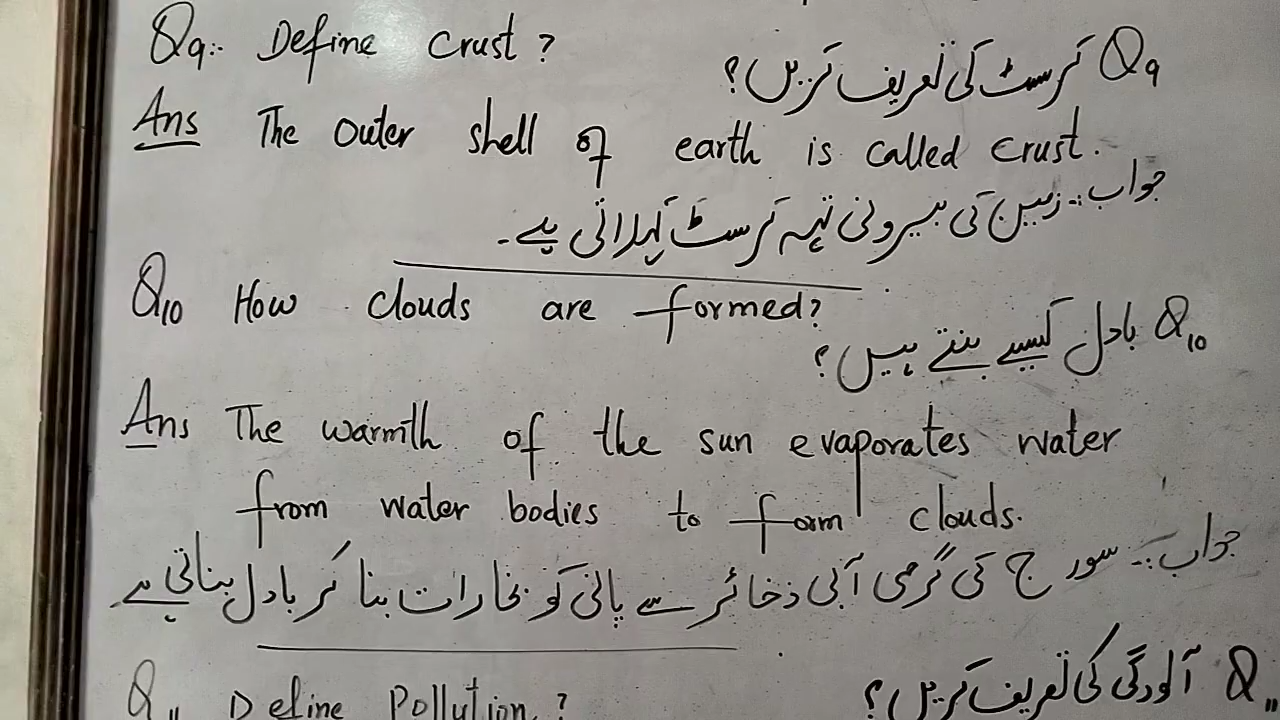 Q9:- Define Crust?
Q9 کرسٹ کی تعریف کریں؟
Ans The outer shell of earth is called crust.
جواب:۔ زمین کی بیرونی تہہ کرسٹ کہلاتی ہے۔
Q10 How clouds are formed?
Q10 بادل کیسے بنتے ہیں؟
Ans The warmth of the sun evaporates water
from water bodies to form clouds.
جواب:۔ سورج کی گرمی آبی ذخائر سے پانی کو بخارات بنا کر بادل بناتی ہے
Q11 Define Pollution?
Q11 آلودگی کی تعریف کریں؟